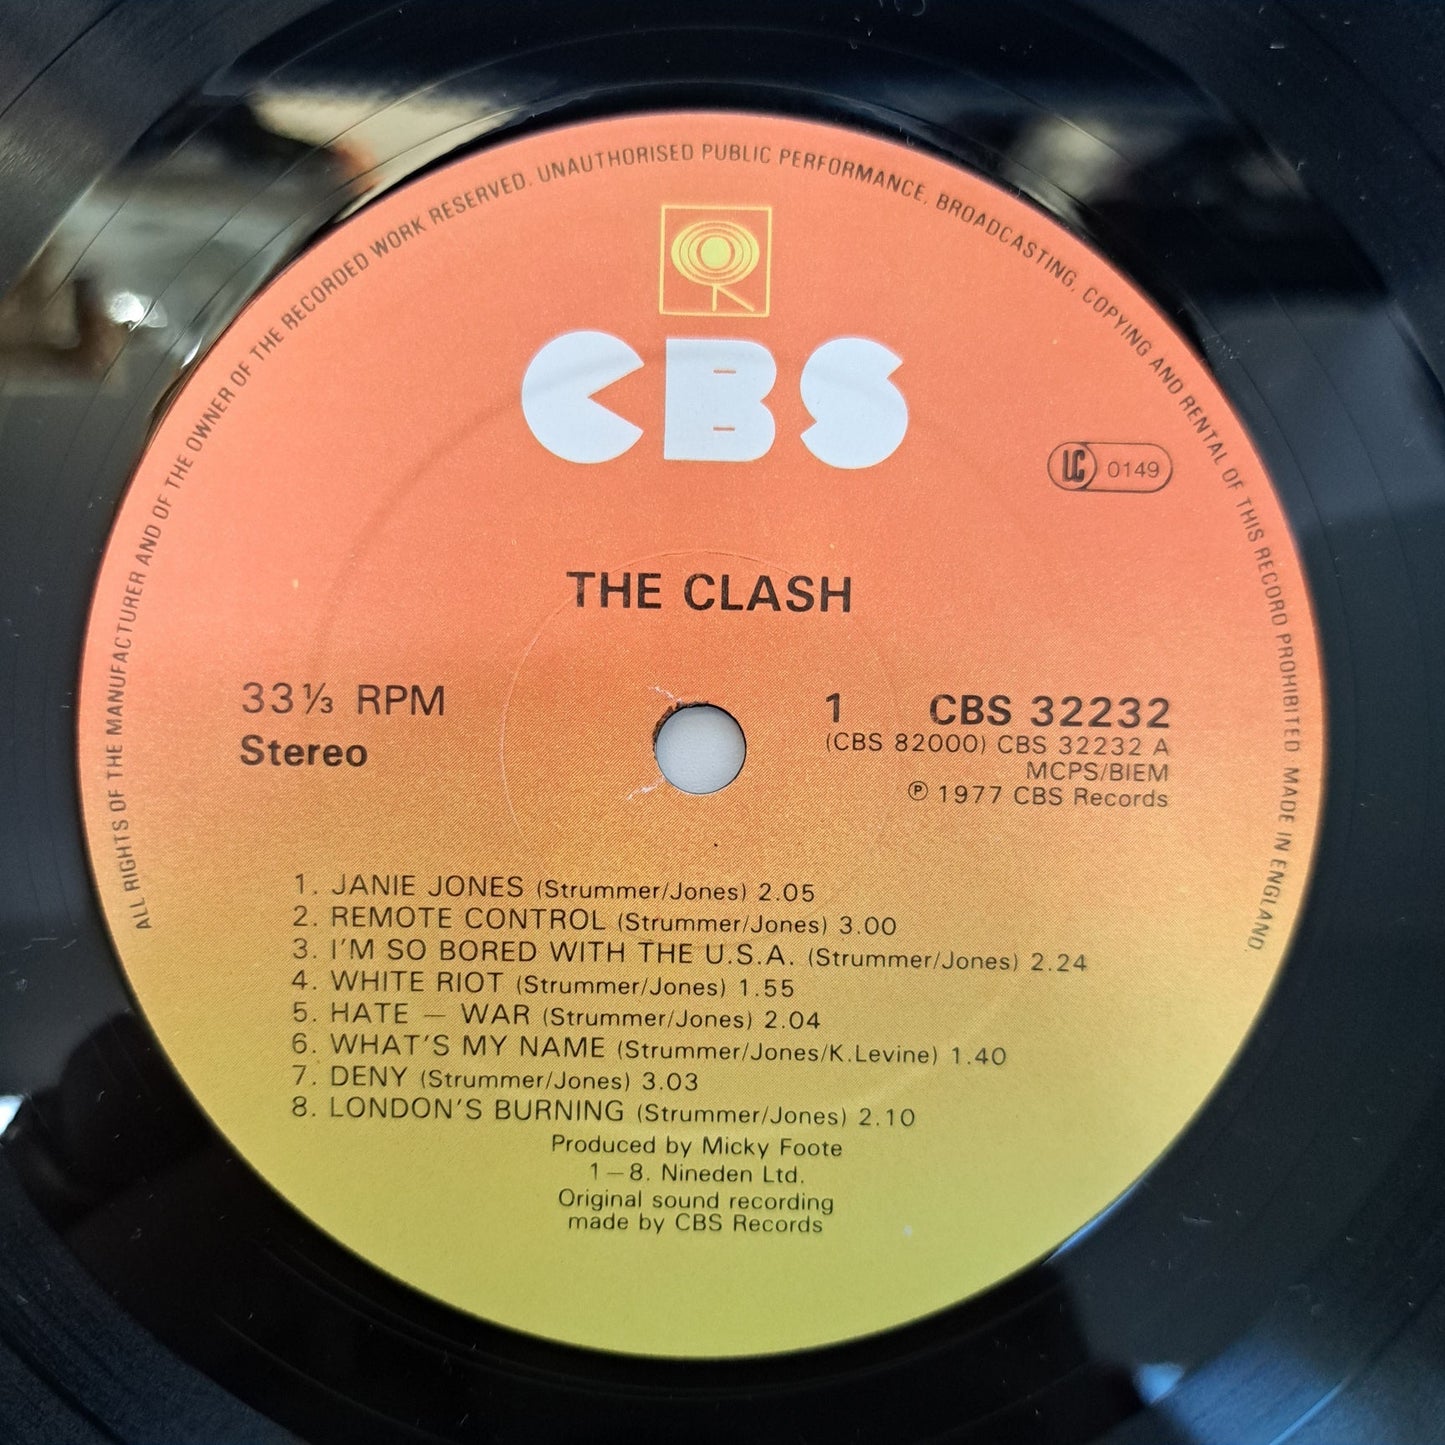 ALL RIGHTS OF THE MANUFACTURER AND OF THE OWNER OF THE RECORDED WORK RESERVED. UNAUTHORISED PUBLIC PERFORMANCE, BROADCASTING, COPYING AND RENTAL OF THIS RECORD PROHIBITED. MADE IN ENGLAND.
CBS
LC 0149
THE CLASH
33⅓ RPM
Stereo
1 CBS 32232
(CBS 82000) CBS 32232 A
MCPS/BIEM
℗ 1977 CBS Records
1. JANIE JONES (Strummer/Jones) 2.05
2. REMOTE CONTROL (Strummer/Jones) 3.00
3. I'M SO BORED WITH THE U.S.A. (Strummer/Jones) 2.24
4. WHITE RIOT (Strummer/Jones) 1.55
5. HATE — WAR (Strummer/Jones) 2.04
6. WHAT'S MY NAME (Strummer/Jones/K.Levine) 1.40
7. DENY (Strummer/Jones) 3.03
8. LONDON'S BURNING (Strummer/Jones) 2.10
Produced by Micky Foote
1—8. Nineden Ltd.
Original sound recording
made by CBS Records